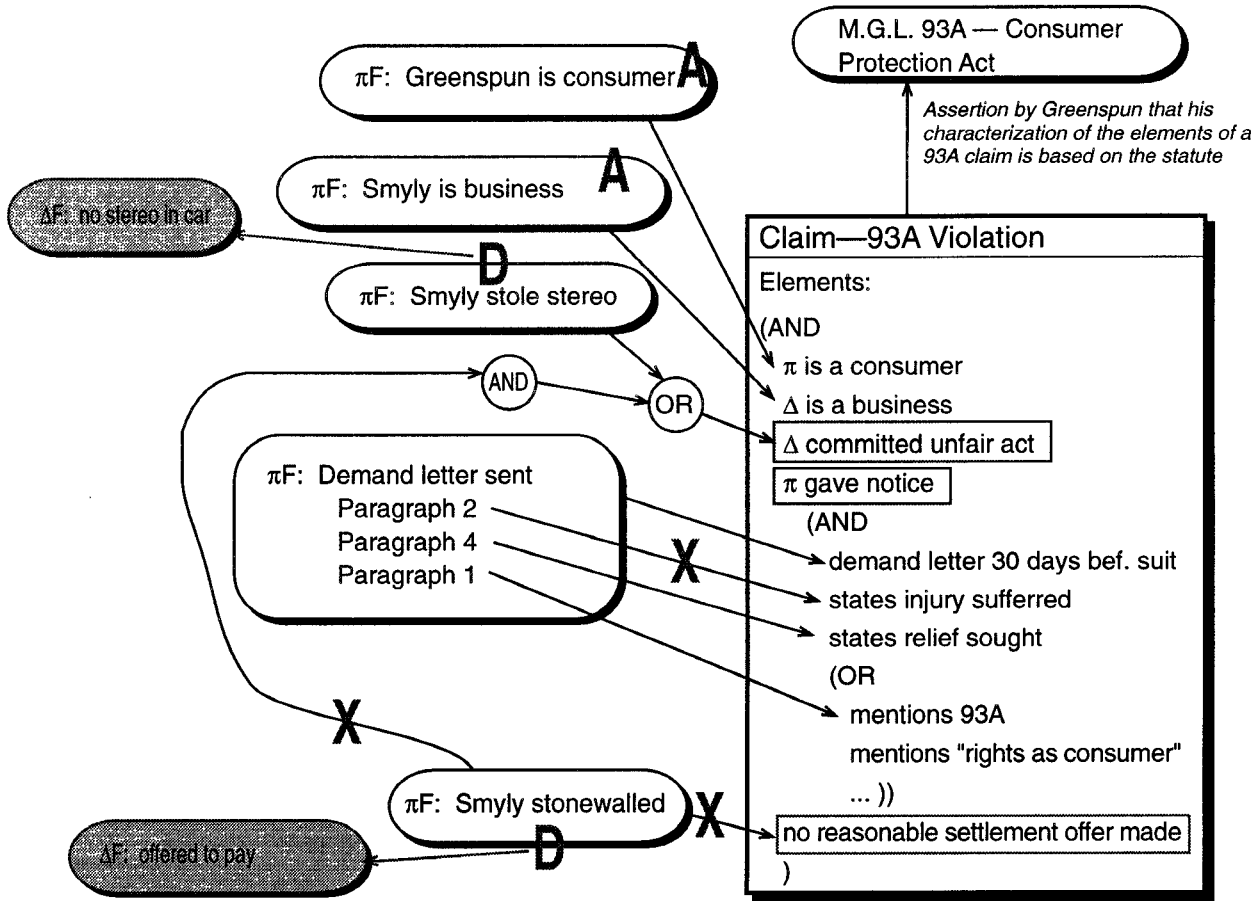 M.G.L. 93A — Consumer
Protection Act
πF: Greenspun is consumer
A
Assertion by Greenspun that his
characterization of the elements of a
93A claim is based on the statute
πF: Smyly is business
A
ΔF: no stereo in car
D
πF: Smyly stole stereo
AND
OR
πF: Demand letter sent
Paragraph 2
Paragraph 4
Paragraph 1
X
X
πF: Smyly stonewalled
X
D
ΔF: offered to pay
Claim—93A Violation
Elements:
(AND
π is a consumer
Δ is a business
Δ committed unfair act
π gave notice
(AND
demand letter 30 days bef. suit
states injury sufferred
states relief sought
(OR
mentions 93A
mentions "rights as consumer"
... ))
no reasonable settlement offer made
)